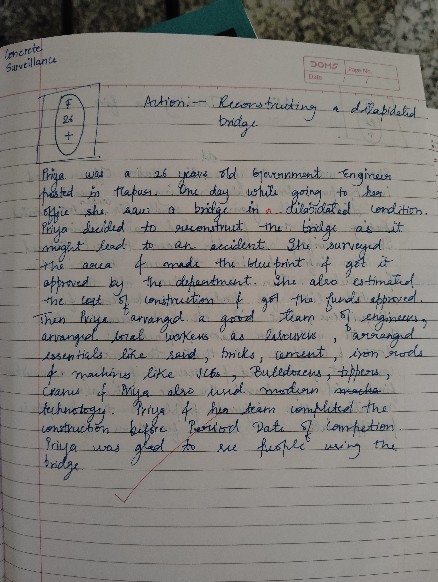 Concrete
Surveillance
DOMS
Page No.
Date
F
26
+
Action:- Reconstructing a dilapidated
bridge
Priya was a 26 years old Government Engineer
posted in Hapur. One day while going to her
office she saw a bridge in a dilapidated condition.
Priya decided to reconstruct the bridge as it
might lead to an accident. She surveyed
the area & made the blueprint & got it
approved by the department. She also estimated
the cost of construction & got the funds approved.
Then Priya arranged a good team of engineers,
arranged local workers as labourers, arranged
essentials like sand, bricks, cement, iron rods
& machines like JCBs, Bulldozers, tippers,
Cranes & Priya also used modern
technology. Priya & her team completed the
construction before Period Date of completion.
Priya was glad to see people using the
bridge.